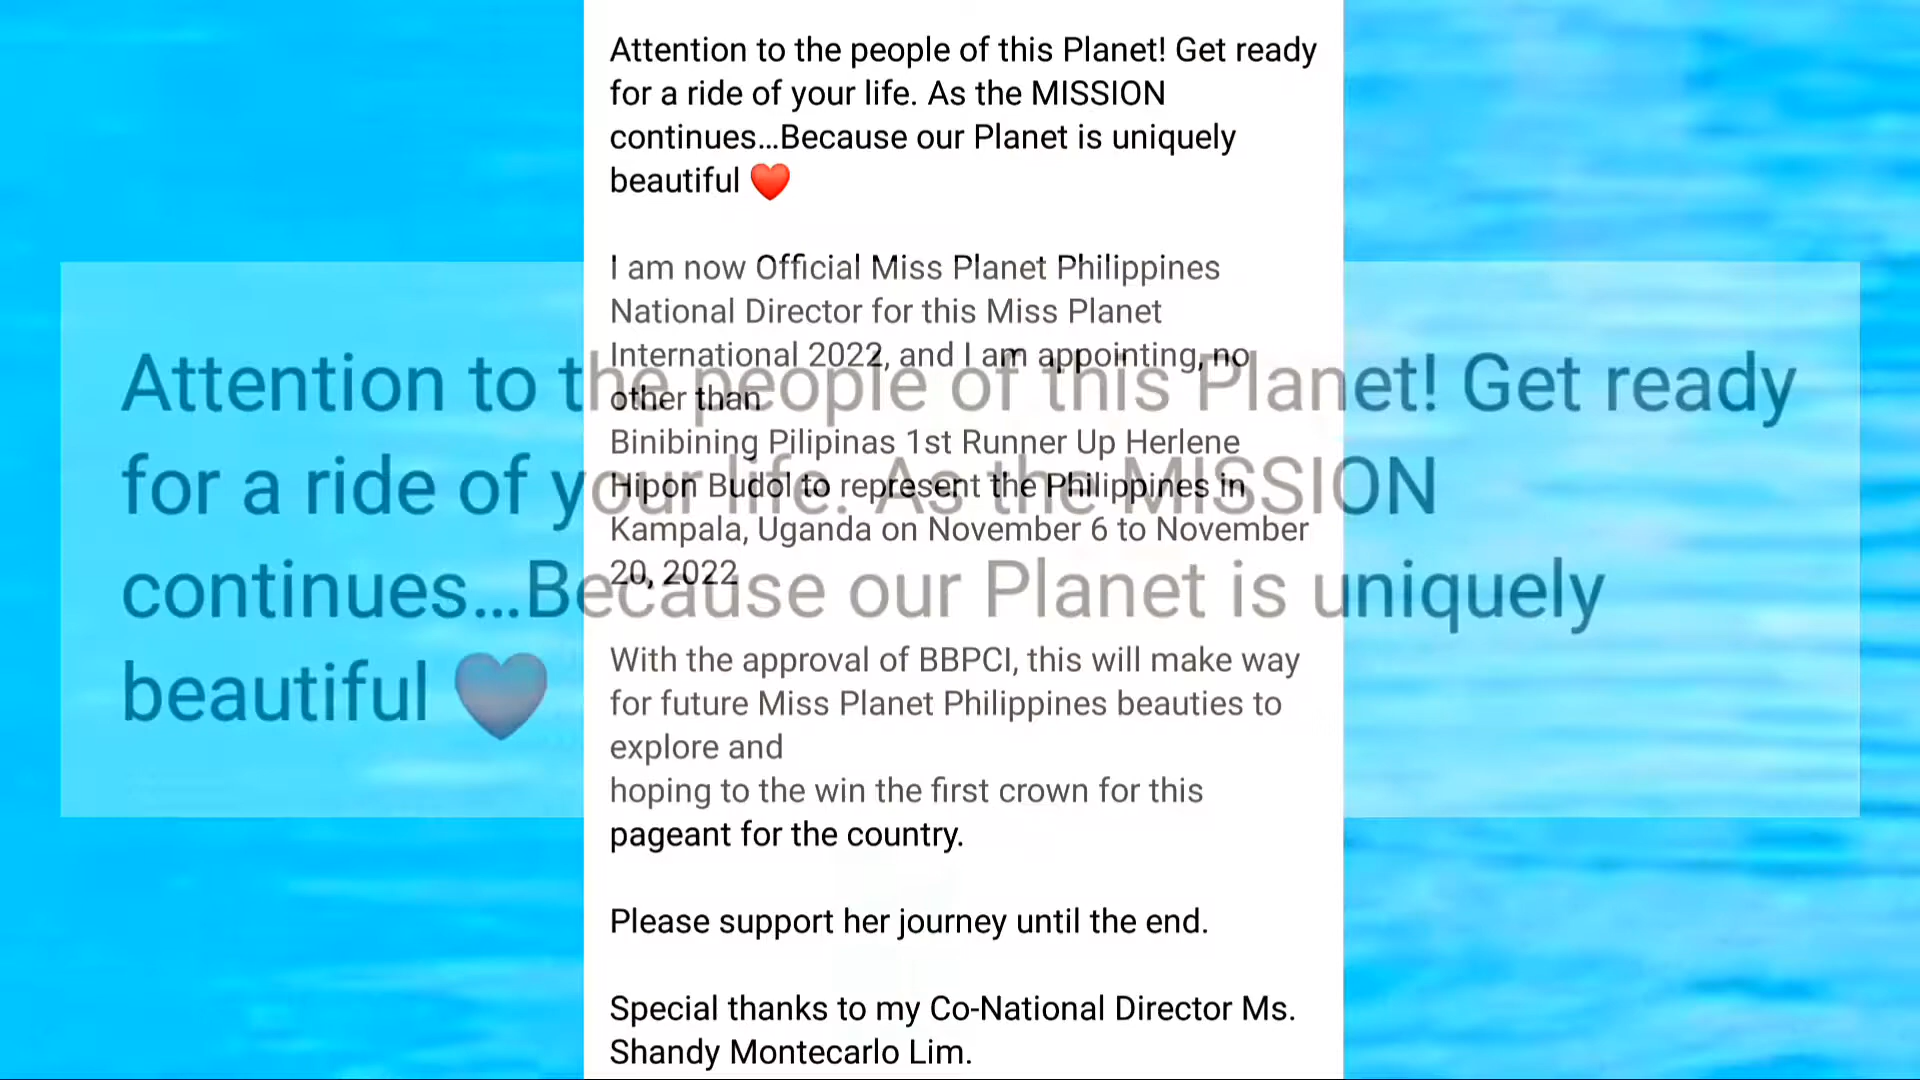 Attention to the people of this Planet! Get ready
for a ride of your life. As the MISSION
continues...Because our Planet is uniquely
beautiful ❤️
I am now Official Miss Planet Philippines
National Director for this Miss Planet
International 2022, and I am appointing, no
other than
Binibining Pilipinas 1st Runner Up Herlene
Hipon Budol to represent the Philippines in
Kampala, Uganda on November 6 to November
20, 2022
With the approval of BBPCI, this will make way
for future Miss Planet Philippines beauties to
explore and
hoping to the win the first crown for this
pageant for the country.
Please support her journey until the end.
Special thanks to my Co-National Director Ms.
Shandy Montecarlo Lim.
Attention to the people of this Planet! Get ready
for a ride of your life. As the MISSION
continues...Because our Planet is uniquely
beautiful ❤️